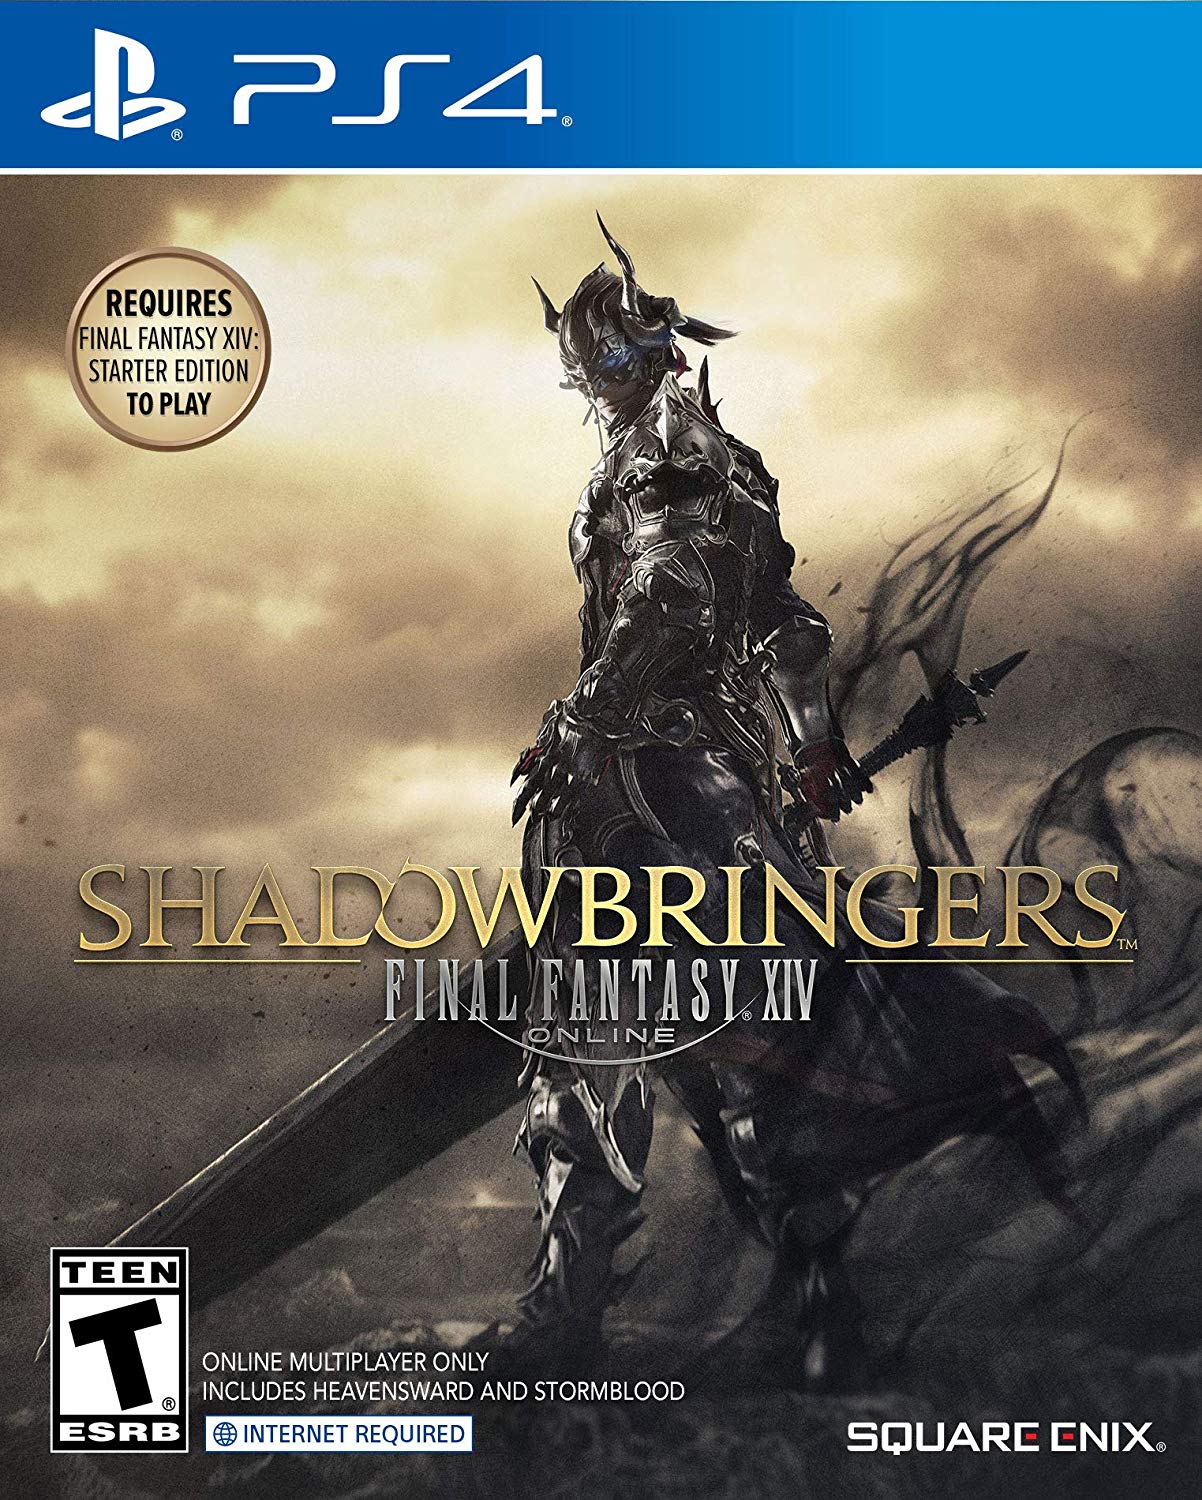 PS4
REQUIRES
FINAL FANTASY XIV:
STARTER EDITION
TO PLAY
SHADOWBRINGERS™
FINAL FANTASY® XIV
ONLINE
TEEN
T
ESRB
ONLINE MULTIPLAYER ONLY
INCLUDES HEAVENSWARD AND STORMBLOOD
INTERNET REQUIRED
SQUARE ENIX®